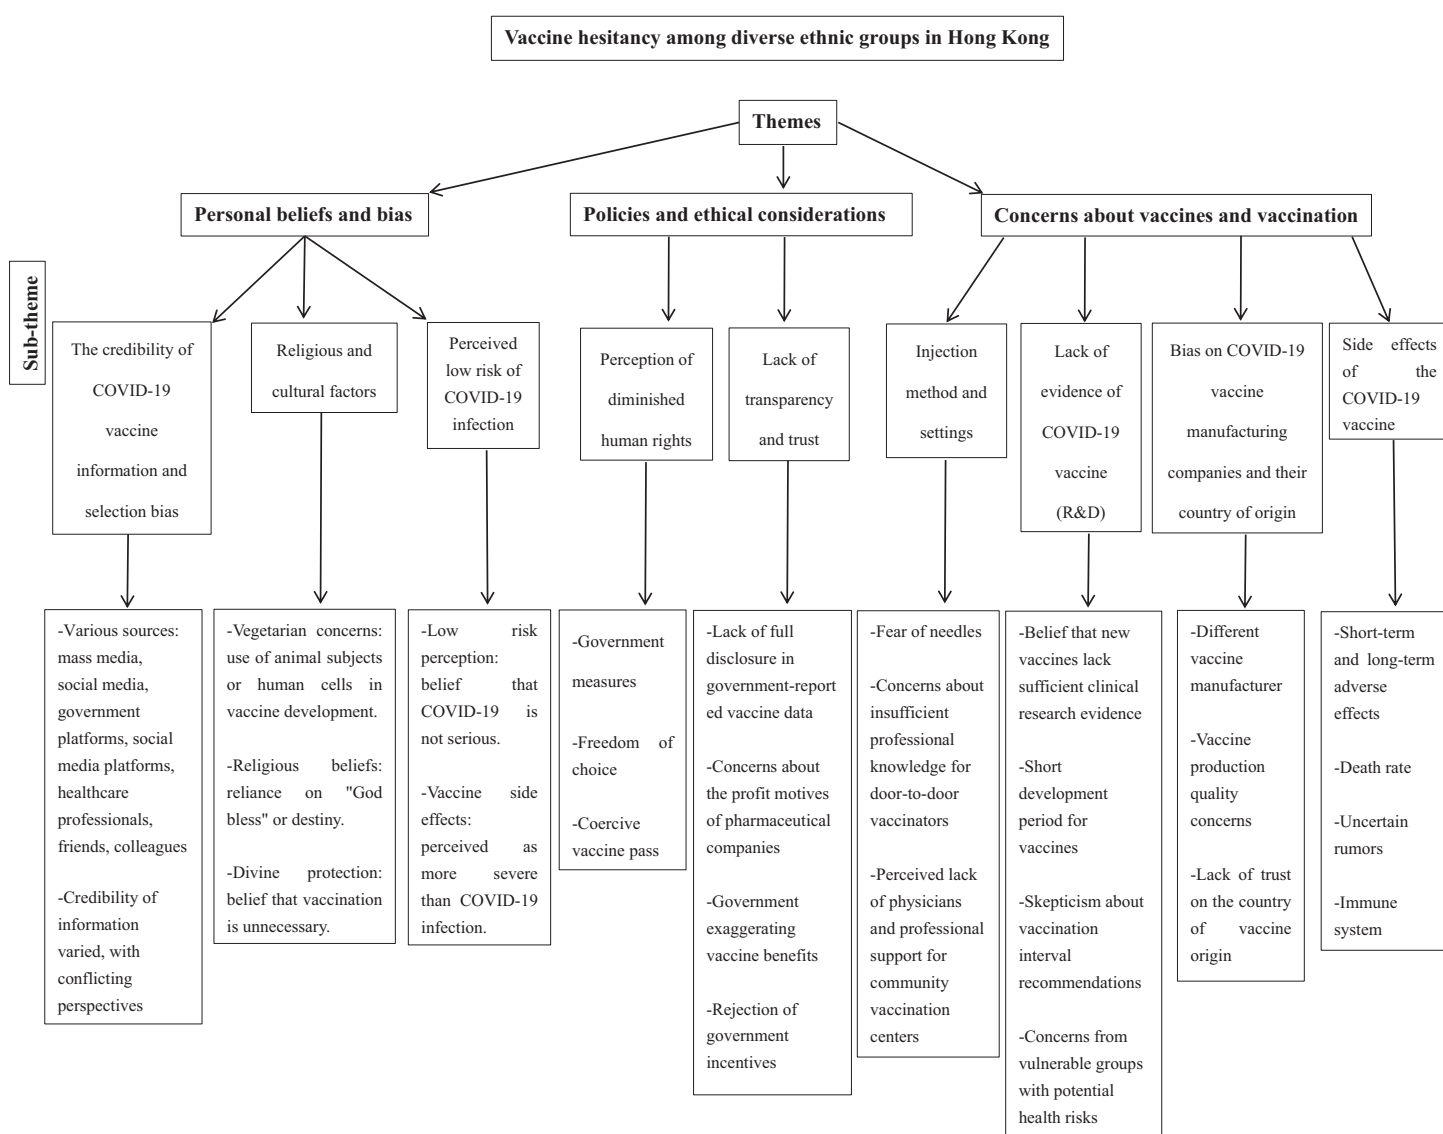 Vaccine hesitancy among diverse ethnic groups in Hong Kong
Themes
Personal beliefs and bias
Policies and ethical considerations
Concerns about vaccines and vaccination
Sub-theme
The credibility of
COVID-19
vaccine
information and
selection bias
Religious and
cultural factors
Perceived
low risk of
COVID-19
infection
Perception of
diminished
human rights
Lack of
transparency
and trust
Injection
method and
settings
Lack of
evidence of
COVID-19
vaccine
(R&D)
Bias on COVID-19
vaccine
manufacturing
companies and their
country of origin
Side effects
of the
COVID-19
vaccine
-Various sources:
mass media,
social media,
government
platforms, social
media platforms,
healthcare
professionals,
friends, colleagues
-Credibility of
information
varied, with
conflicting
perspectives
-Vegetarian concerns:
use of animal subjects
or human cells in
vaccine development.
-Religious beliefs:
reliance on "God
bless" or destiny.
-Divine protection:
belief that vaccination
is unnecessary.
-Low risk
perception:
belief that
COVID-19 is
not serious.
-Vaccine side
effects:
perceived as
more severe
than COVID-19
infection.
-Government
measures
-Freedom of
choice
-Coercive
vaccine pass
-Lack of full
disclosure in
government-report
ed vaccine data
-Concerns about
the profit motives
of pharmaceutical
companies
-Government
exaggerating
vaccine benefits
-Rejection of
government
incentives
-Fear of needles
-Concerns about
insufficient
professional
knowledge for
door-to-door
vaccinators
-Perceived lack
of physicians
and professional
support for
community
vaccination
centers
-Belief that new
vaccines lack
sufficient clinical
research evidence
-Short
development
period for
vaccines
-Skepticism about
vaccination
interval
recommendations
-Concerns from
vulnerable groups
with potential
health risks
-Different
vaccine
manufacturer
-Vaccine
production
quality
concerns
-Lack of trust
on the country
of vaccine
origin
-Short-term
and long-term
adverse
effects
-Death rate
-Uncertain
rumors
-Immune
system